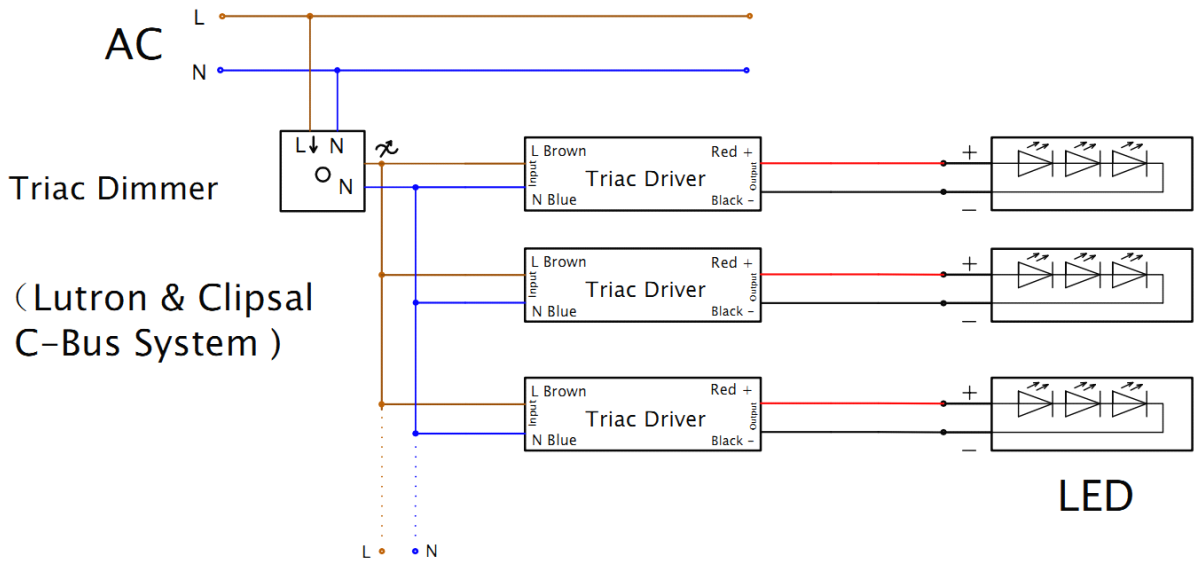 L
AC
N
L N
N
Triac Dimmer
（Lutron & Clipsal
C-Bus System )
L Brown
Input
N Blue
Triac Driver
Red +
Output
Black -
+
-
L Brown
Input
N Blue
Triac Driver
Red +
Output
Black -
+
-
L Brown
Input
N Blue
Triac Driver
Red +
Output
Black -
+
-
LED
L N